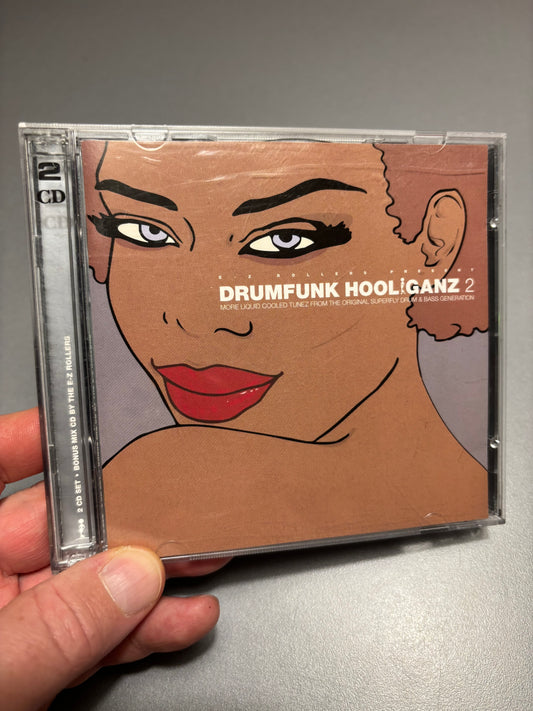 2
CD
E-Z ROLLERS PRESENT
DRUMFUNK HOOLiGANZ 2
MORE LIQUID COOLED TUNEZ FROM THE ORIGINAL SUPERFLY DRUM & BASS GENERATION
2 CD SET • BONUS MIX CD BY THE E-Z ROLLERS